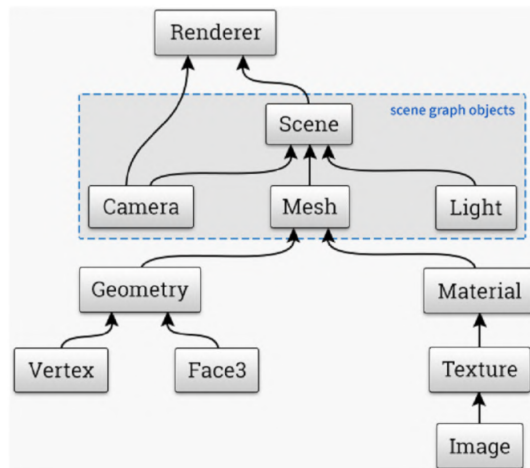 Renderer
scene graph objects
Scene
Camera
Mesh
Light
Geometry
Material
Vertex
Face3
Texture
Image